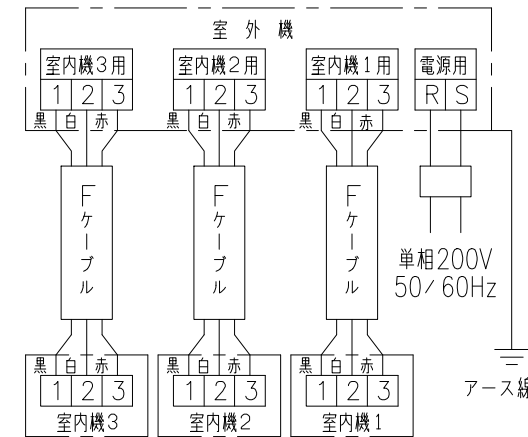 室外機
室内機3用 室内機2用 室内機1用 電源用
1 2 3 1 2 3 1 2 3 R S
黒 白 赤 黒 白 赤 黒 白 赤
Fケーブル Fケーブル Fケーブル
単相200V
50/60Hz
アース線
黒 白 赤 黒 白 赤 黒 白 赤
1 2 3 1 2 3 1 2 3
室内機3 室内機2 室内機1